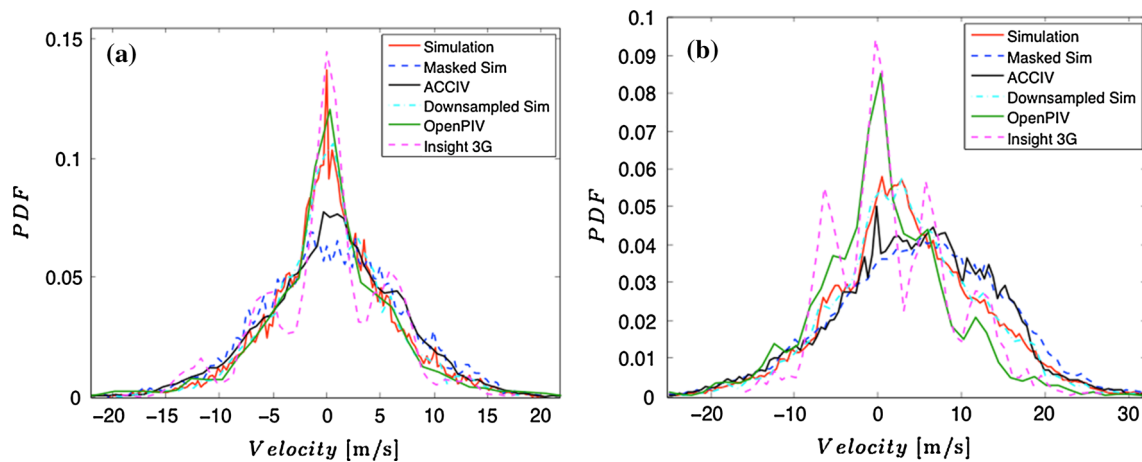 (a)
0.15
0.1
0.05
0
PDF
Simulation
Masked Sim
ACCIV
Downsampled Sim
OpenPIV
Insight 3G
−20 −15 −10 −5 0 5 10 15 20
Velocity [m/s]
(b)
0.1
0.09
0.08
0.07
0.06
0.05
0.04
0.03
0.02
0.01
0
PDF
Simulation
Masked Sim
ACCIV
Downsampled Sim
OpenPIV
Insight 3G
−20 −10 0 10 20 30
Velocity [m/s]